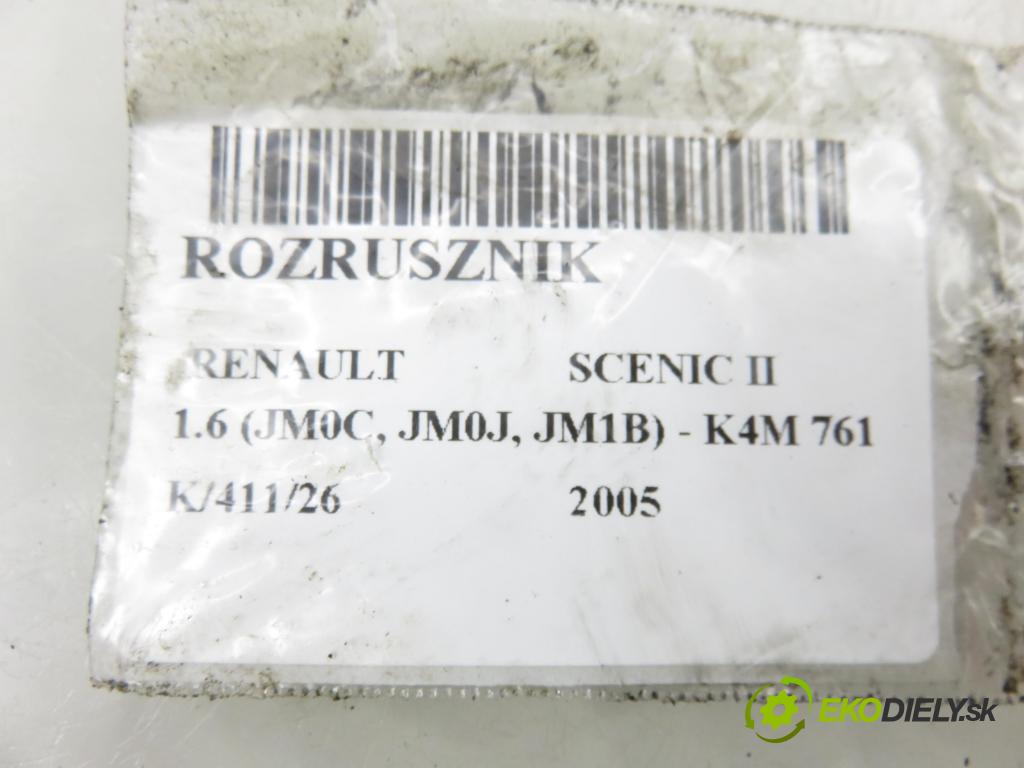 ROZRUSZNIK
RENAULT SCENIC II
1.6 (JM0C, JM0J, JM1B) - K4M 761
K/411/26 2005
EKODIELY.sk